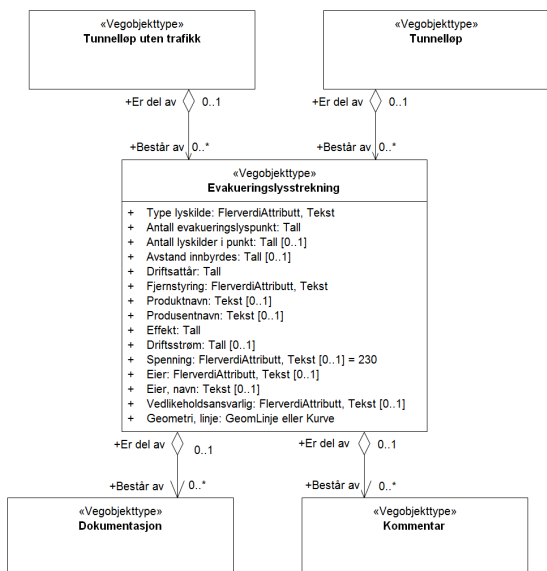 «Vegobjekttype»
Tunnelløp uten trafikk
«Vegobjekttype»
Tunnelløp
+Er del av 0..1
+Er del av 0..1
+Består av 0..*
+Består av 0..*
«Vegobjekttype»
Evakueringslysstrekning
+ Type lyskilde: FlerverdiAttributt, Tekst
+ Antall evakueringslyspunkt: Tall
+ Antall lyskilder i punkt: Tall [0..1]
+ Avstand innbyrdes: Tall [0..1]
+ Driftsattår: Tall
+ Fjernstyring: FlerverdiAttributt, Tekst
+ Produktnavn: Tekst [0..1]
+ Produsentnavn: Tekst [0..1]
+ Effekt: Tall
+ Driftsstrøm: Tall [0..1]
+ Spenning: FlerverdiAttributt, Tekst [0..1] = 230
+ Eier: FlerverdiAttributt, Tekst [0..1]
+ Eier, navn: Tekst [0..1]
+ Vedlikeholdsansvarlig: FlerverdiAttributt, Tekst [0..1]
+ Geometri, linje: GeomLinje eller Kurve
+Er del av 0..1
+Er del av 0..1
+Består av 0..*
+Består av 0..*
«Vegobjekttype»
Dokumentasjon
«Vegobjekttype»
Kommentar